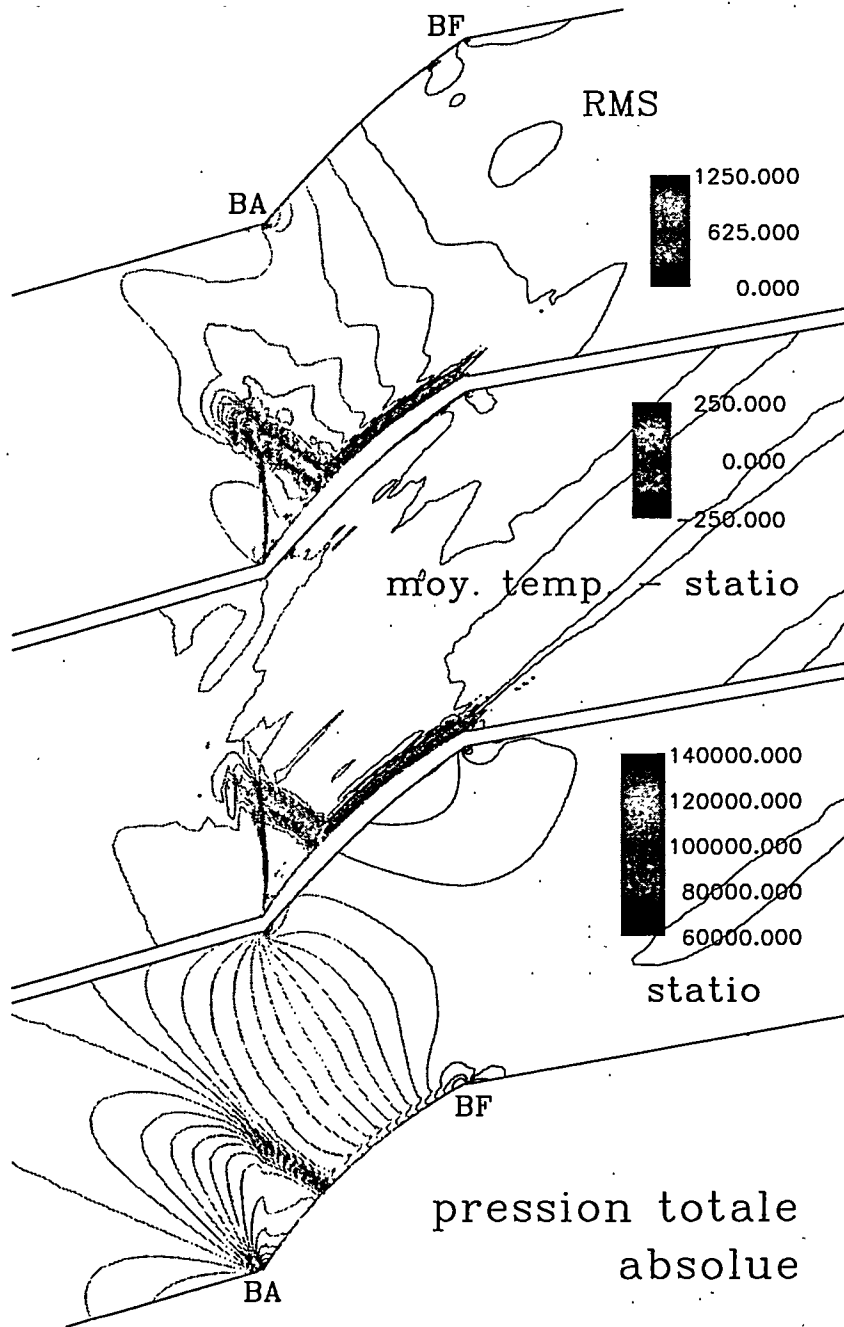 BF
RMS
1250.000
BA
625.000
0.000
250.000
0.000
-250.000
moy. temp. - statio
140000.000
120000.000
100000.000
80000.000
60000.000
statio
BF
pression totale
absolue
BA